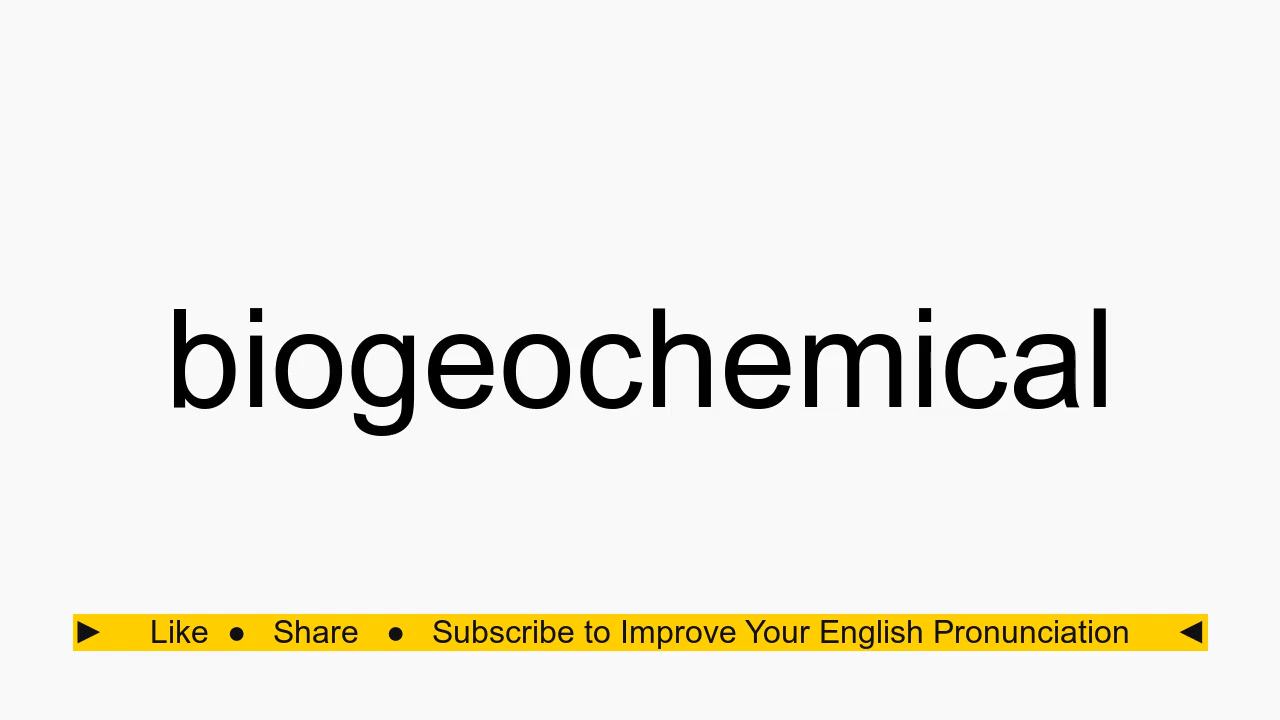 biogeochemical
► Like ● Share ● Subscribe to Improve Your English Pronunciation ◄